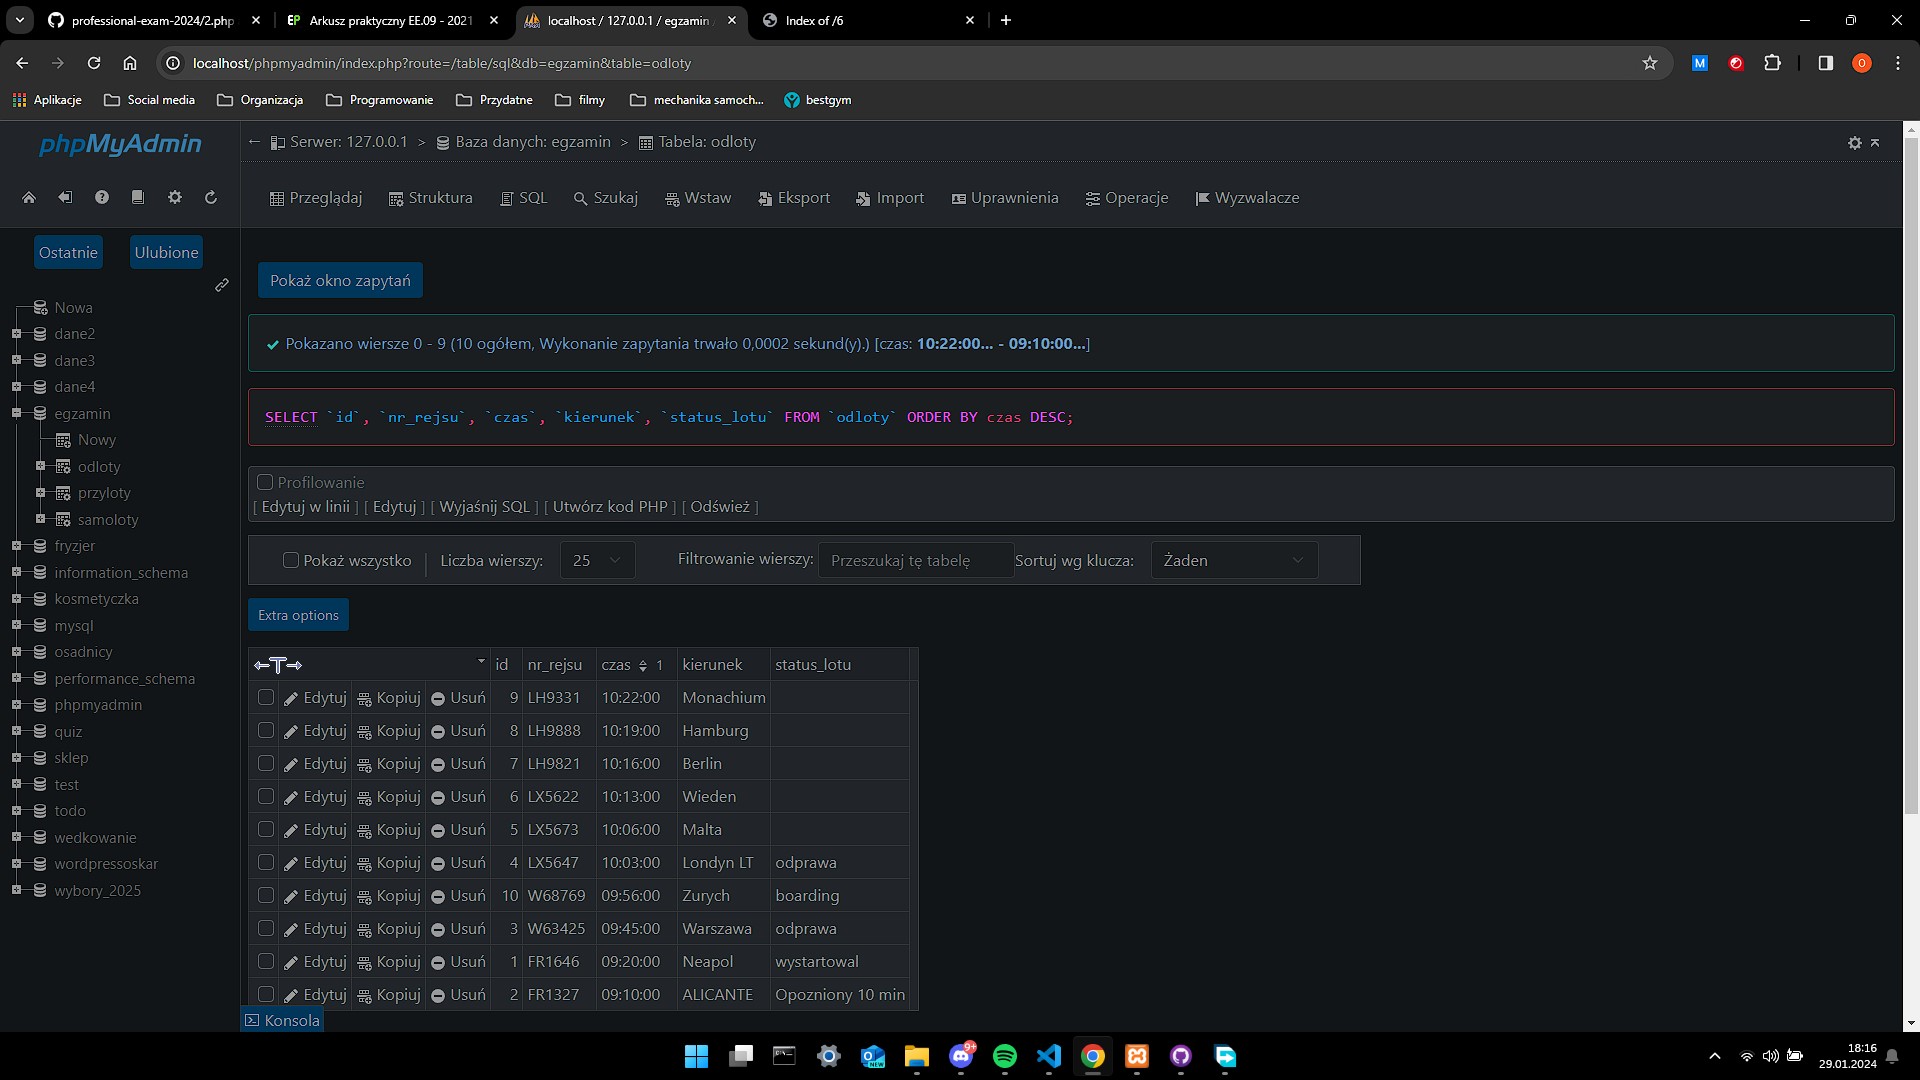 professional-exam-2024/2.php
Arkusz praktyczny EE.09 - 2021
localhost / 127.0.0.1 / egzamin
Index of /6
localhost/phpmyadmin/index.php?route=/table/sql&db=egzamin&table=odloty
Aplikacje
Social media
Organizacja
Programowanie
Przydatne
filmy
mechanika samoch...
bestgym
phpMyAdmin
Ostatnie
Ulubione
Nowa
dane2
dane3
dane4
egzamin
Nowy
odloty
przyloty
samoloty
fryzjer
information_schema
kosmetyczka
mysql
osadnicy
performance_schema
phpmyadmin
quiz
sklep
test
todo
wedkowanie
wordpressoskar
wybory_2025
Serwer: 127.0.0.1 > Baza danych: egzamin > Tabela: odloty
Przeglądaj Struktura SQL Szukaj Wstaw Eksport Import Uprawnienia Operacje Wyzwalacze
Pokaż okno zapytań
Pokazano wiersze 0 - 9 (10 ogółem, Wykonanie zapytania trwało 0,0002 sekund(y).) [czas: 10:22:00... - 09:10:00...]
SELECT `id`, `nr_rejsu`, `czas`, `kierunek`, `status_lotu` FROM `odloty` ORDER BY czas DESC;
Profilowanie
[ Edytuj w linii ] [ Edytuj ] [ Wyjaśnij SQL ] [ Utwórz kod PHP ] [ Odśwież ]
Pokaż wszystko Liczba wierszy: 25 Filtrowanie wierszy: Przeszukaj tę tabelę Sortuj wg klucza: Żaden
Extra options
id nr_rejsu czas 1 kierunek status_lotu
Edytuj Kopiuj Usuń 9 LH9331 10:22:00 Monachium
Edytuj Kopiuj Usuń 8 LH9888 10:19:00 Hamburg
Edytuj Kopiuj Usuń 7 LH9821 10:16:00 Berlin
Edytuj Kopiuj Usuń 6 LX5622 10:13:00 Wieden
Edytuj Kopiuj Usuń 5 LX5673 10:06:00 Malta
Edytuj Kopiuj Usuń 4 LX5647 10:03:00 Londyn LT odprawa
Edytuj Kopiuj Usuń 10 W68769 09:56:00 Zurych boarding
Edytuj Kopiuj Usuń 3 W63425 09:45:00 Warszawa odprawa
Edytuj Kopiuj Usuń 1 FR1646 09:20:00 Neapol wystartowal
Edytuj Kopiuj Usuń 2 FR1327 09:10:00 ALICANTE Opozniony 10 min
Konsola
9+
18:16
29.01.2024